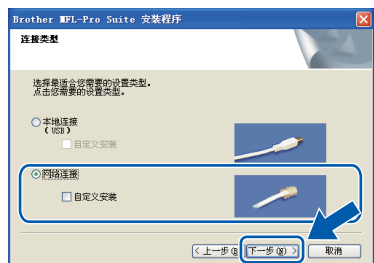 Brother MFL-Pro Suite 安装程序
连接类型
选择最适合您需要的设置类型。
点击您需要的设置类型。
本地连接
(USB)
自定义安装
网络连接
自定义安装
< 上一步(B) 下一步(N) > 取消